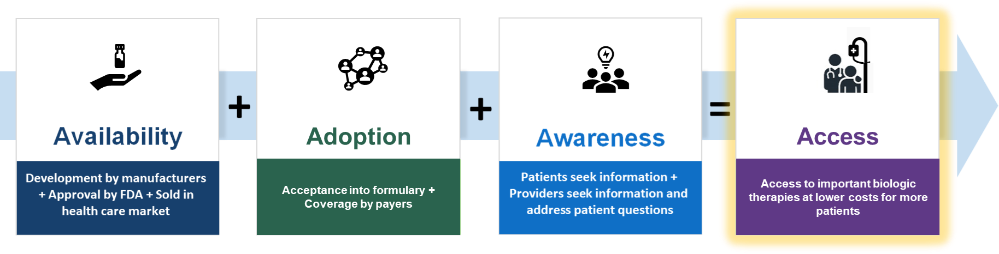 Availability
Development by manufacturers
+ Approval by FDA + Sold in
health care market
+
Adoption
Acceptance into formulary +
Coverage by payers
+
Awareness
Patients seek information +
Providers seek information and
address patient questions
=
Access
Access to important biologic
therapies at lower costs for more
patients